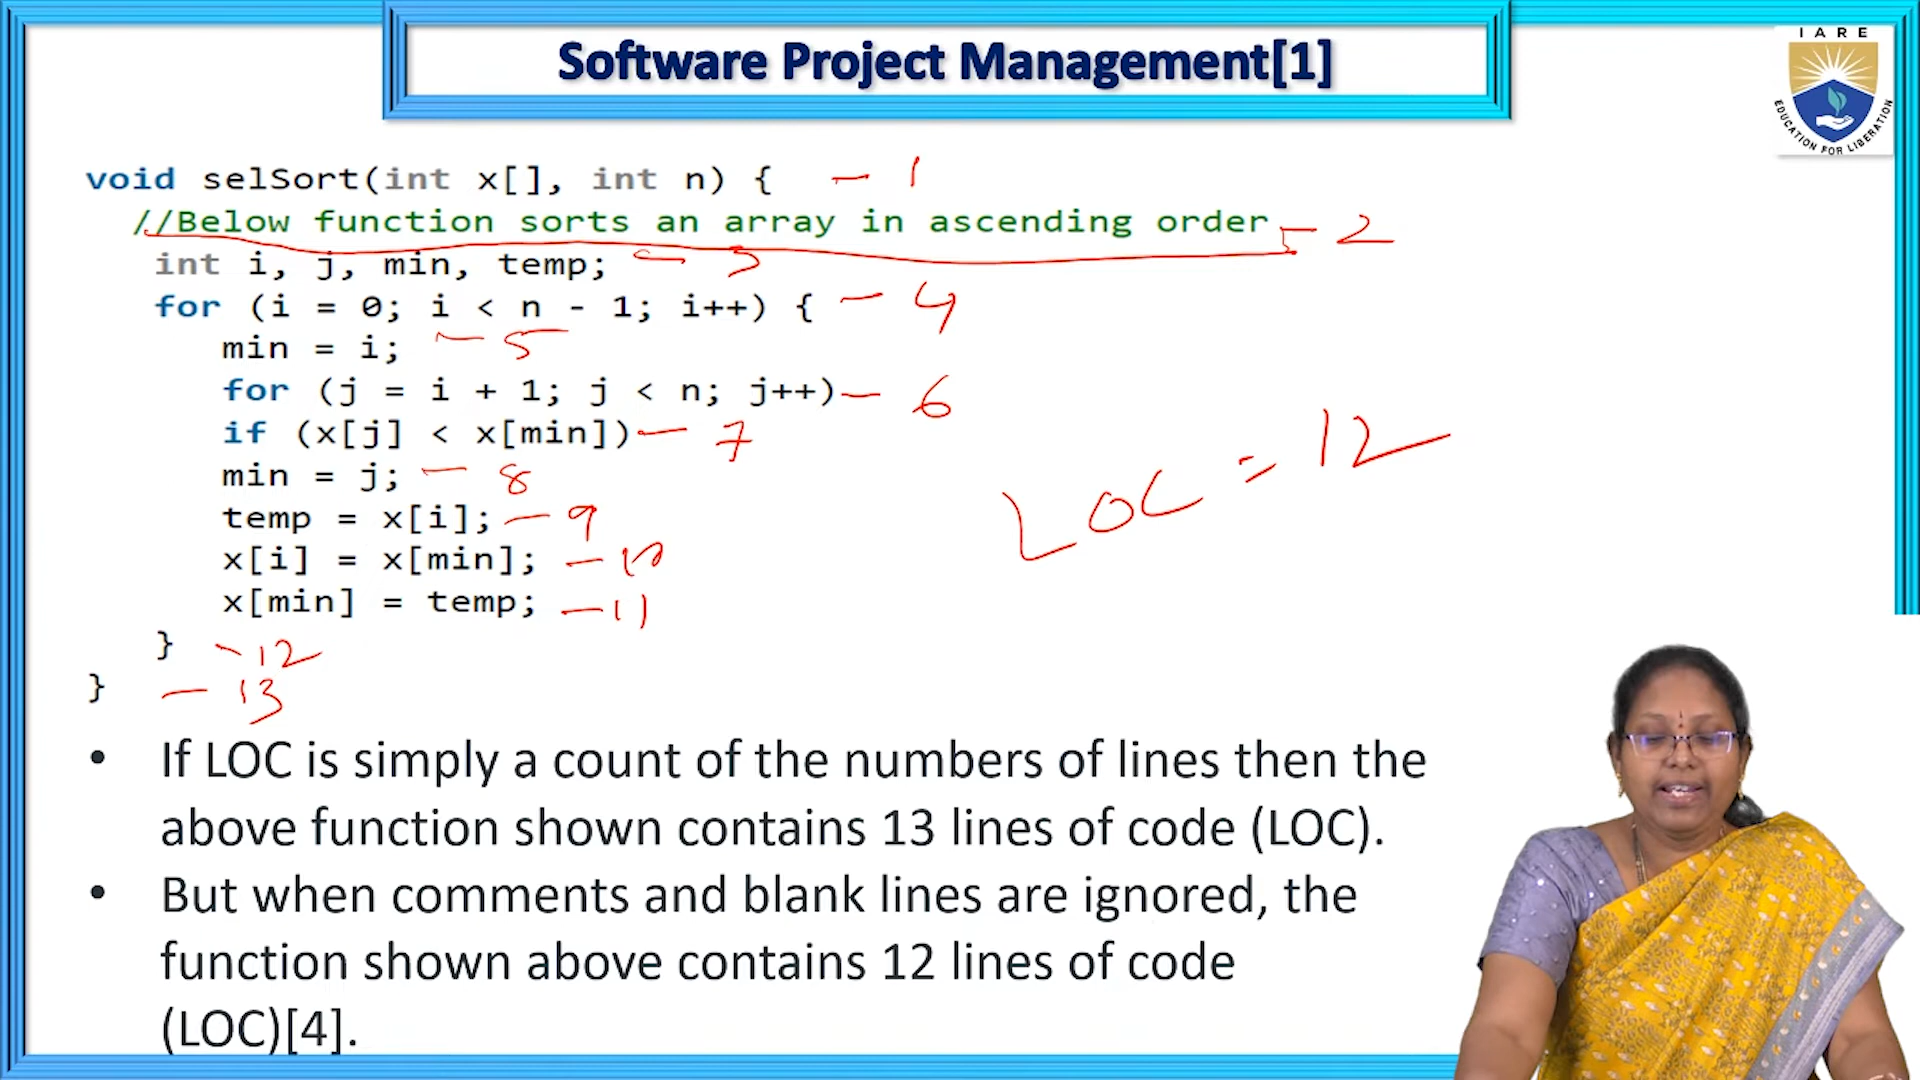 Software Project Management[1]
IARE
EDUCATION FOR LIBERATION
void selSort(int x[], int n) { - 1
//Below function sorts an array in ascending order - 2
int i, j, min, temp; - 3
for (i = 0; i < n - 1; i++) { - 4
min = i; - 5
for (j = i + 1; j < n; j++) - 6
if (x[j] < x[min]) - 7
min = j; - 8
temp = x[i]; - 9
x[i] = x[min]; - 10
x[min] = temp; - 11
} - 12
} - 13
LOC = 12
• If LOC is simply a count of the numbers of lines then the
above function shown contains 13 lines of code (LOC).
• But when comments and blank lines are ignored, the
function shown above contains 12 lines of code
(LOC)[4].